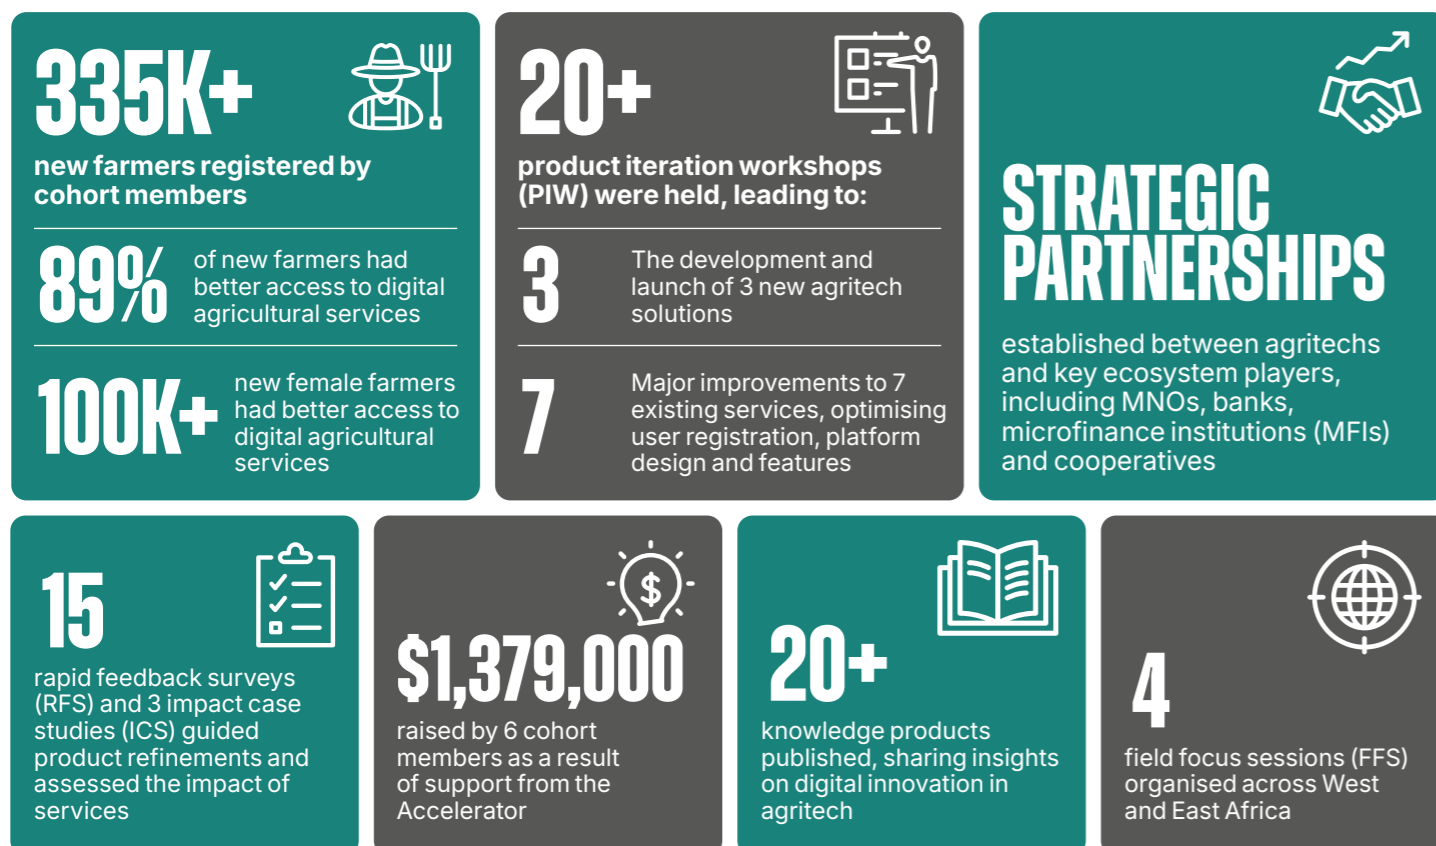 335K+
new farmers registered by
cohort members
89%
of new farmers had
better access to digital
agricultural services
100K+
new female farmers
had better access to
digital agricultural
services
20+
product iteration workshops
(PIW) were held, leading to:
3
The development and
launch of 3 new agritech
solutions
7
Major improvements to 7
existing services, optimising
user registration, platform
design and features
STRATEGIC
PARTNERSHIPS
established between agritechs
and key ecosystem players,
including MNOs, banks,
microfinance institutions (MFIs)
and cooperatives
15
rapid feedback surveys
(RFS) and 3 impact case
studies (ICS) guided
product refinements and
assessed the impact of
services
$
$1,379,000
raised by 6 cohort
members as a result
of support from the
Accelerator
20+
knowledge products
published, sharing insights
on digital innovation in
agritech
4
field focus sessions (FFS)
organised across West
and East Africa